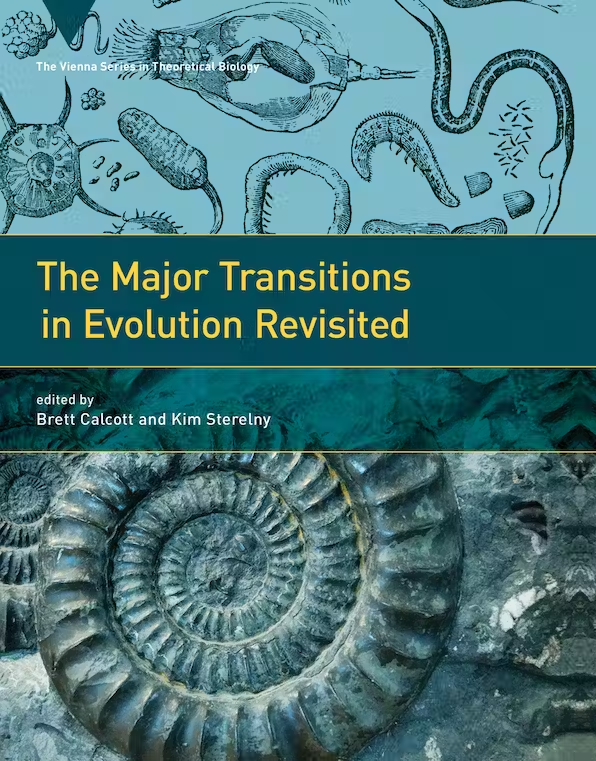 The Vienna Series in Theoretical Biology
The Major Transitions
in Evolution Revisited
edited by
Brett Calcott and Kim Sterelny